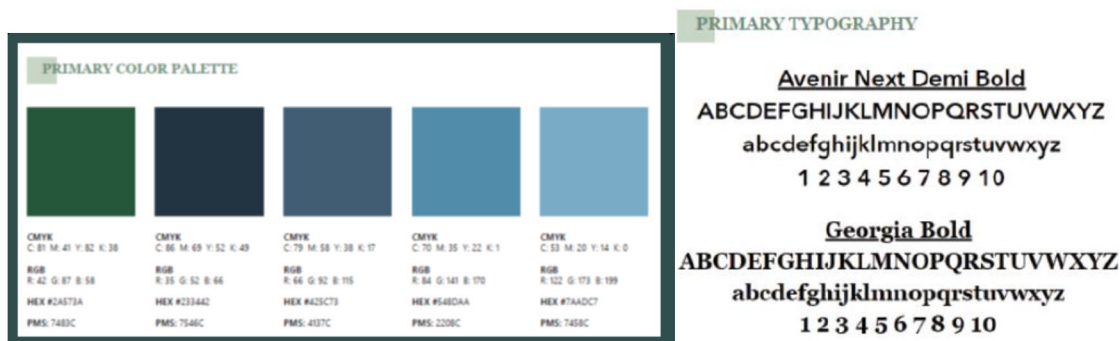 PRIMARY COLOR PALETTE
CMYK
C: 81 M: 41 Y: 82 K: 38
RGB
R: 42 G: 87 B: 58
HEX #2A573A
PMS: 7483C
CMYK
C: 86 M: 69 Y: 52 K: 49
RGB
R: 35 G: 52 B: 66
HEX #233442
PMS: 7546C
CMYK
C: 79 M: 58 Y: 38 K: 17
RGB
R: 66 G: 92 B: 115
HEX #425C73
PMS: 4137C
CMYK
C: 70 M: 35 Y: 22 K: 1
RGB
R: 84 G: 141 B: 170
HEX #548DAA
PMS: 2208C
CMYK
C: 53 M: 20 Y: 14 K: 0
RGB
R: 122 G: 173 B: 199
HEX #7AADC7
PMS: 7458C
PRIMARY TYPOGRAPHY
Avenir Next Demi Bold
ABCDEFGHIJKLMNOPQRSTUVWXYZ
abcdefghijklmnopqrstuvwxyz
1 2 3 4 5 6 7 8 9 10
Georgia Bold
ABCDEFGHIJKLMNOPQRSTUVWXYZ
abcdefghijklmnopqrstuvwxyz
1 2 3 4 5 6 7 8 9 10